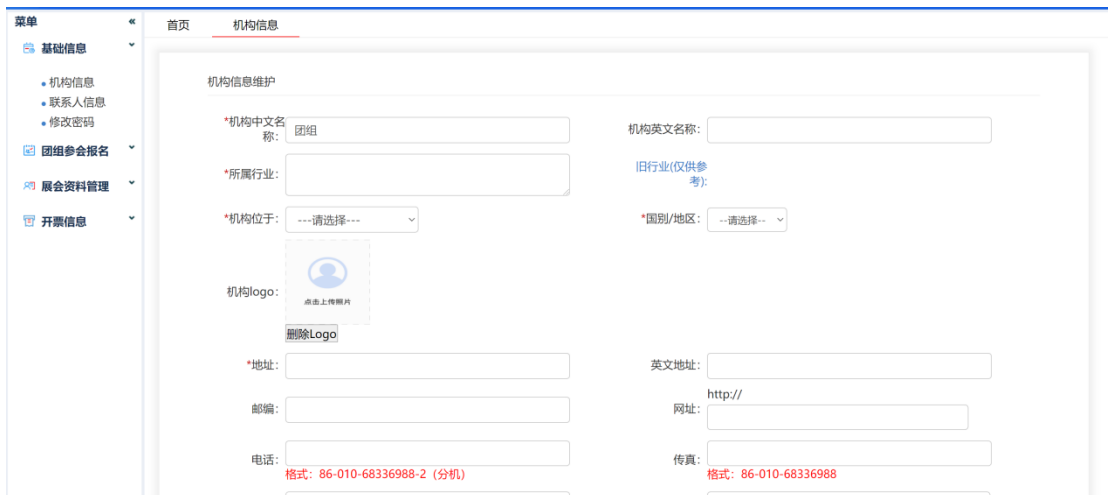 菜单 «
首页 机构信息
基础信息
机构信息
联系人信息
修改密码
团组参会报名
展会资料管理
开票信息
机构信息维护
*机构中文名称: 团组
机构英文名称:
*所属行业:
旧行业(仅供参考):
*机构位于: ---请选择---
*国别/地区: --请选择--
机构logo:
点击上传照片
删除Logo
*地址:
英文地址:
邮编:
网址: http://
电话:
格式：86-010-68336988-2（分机）
传真:
格式：86-010-68336988